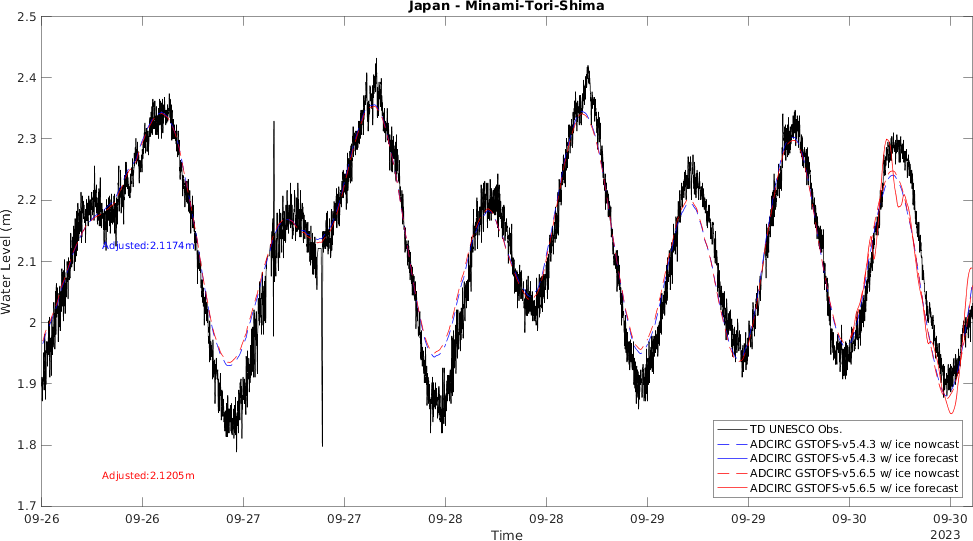 Japan - Minami-Tori-Shima
2.5
2.4
2.3
2.2
2.1
2
1.9
1.8
1.7
Water Level (m)
Adjusted:2.1174m
Adjusted:2.1205m
TD UNESCO Obs.
ADCIRC GSTOFS-v5.4.3 w/ ice nowcast
ADCIRC GSTOFS-v5.4.3 w/ ice forecast
ADCIRC GSTOFS-v5.6.5 w/ ice nowcast
ADCIRC GSTOFS-v5.6.5 w/ ice forecast
09-26 09-26 09-27 09-27 09-28 09-28 09-29 09-29 09-30 09-30
2023
Time